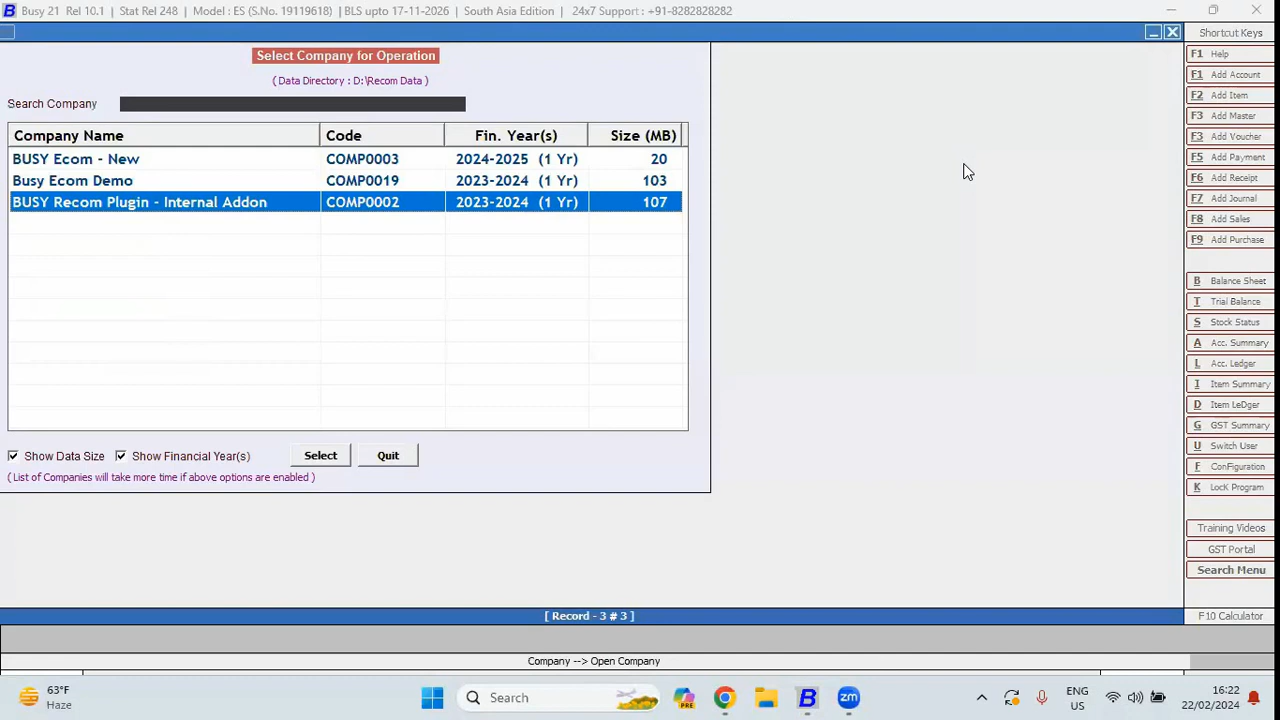 Busy 21 Rel 10.1 | Stat Rel 248 | Model : ES (S.No. 19119618) | BLS upto 17-11-2026 | South Asia Edition | 24x7 Support : +91-8282828282
Shortcut Keys
Select Company for Operation
( Data Directory : D:\Recom Data )
Search Company
Company Name Code Fin. Year(s) Size (MB)
BUSY Ecom - New COMP0003 2024-2025 (1 Yr) 20
Busy Ecom Demo COMP0019 2023-2024 (1 Yr) 103
BUSY Recom Plugin - Internal Addon COMP0002 2023-2024 (1 Yr) 107
Show Data Size Show Financial Year(s) Select Quit
( List of Companies will take more time if above options are enabled )
F1 Help
F1 Add Account
F2 Add Item
F3 Add Master
F3 Add Voucher
F5 Add Payment
F6 Add Receipt
F7 Add Journal
F8 Add Sales
F9 Add Purchase
B Balance Sheet
T Trial Balance
S Stock Status
A Acc. Summary
L Acc. Ledger
I Item Summary
D Item LeDger
G GST Summary
U Switch User
F Configuration
K LocK Program
Training Videos
GST Portal
Search Menu
[ Record - 3 # 3 ]
F10 Calculator
Company --> Open Company
63°F
Haze
Search
PRE
B
zm
ENG
US
16:22
22/02/2024